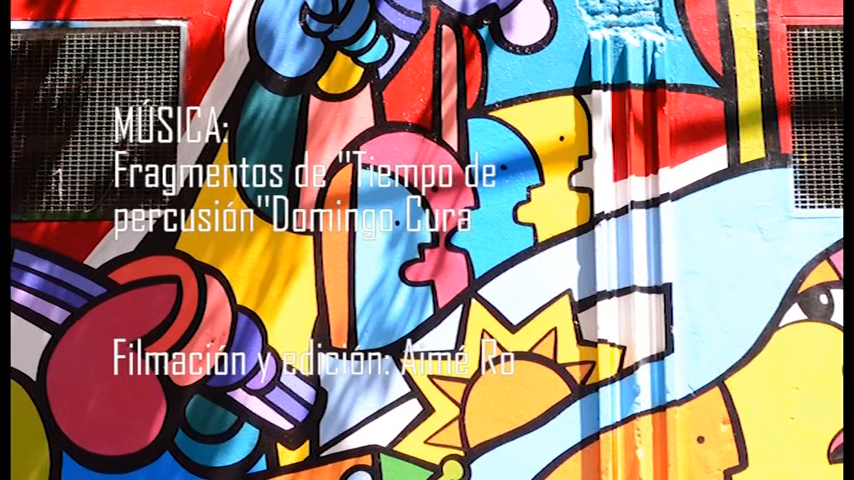 MÚSICA:
Fragmentos de "Tiempo de
percusión"Domingo Cura
Filmación y edición: Aimé Ro